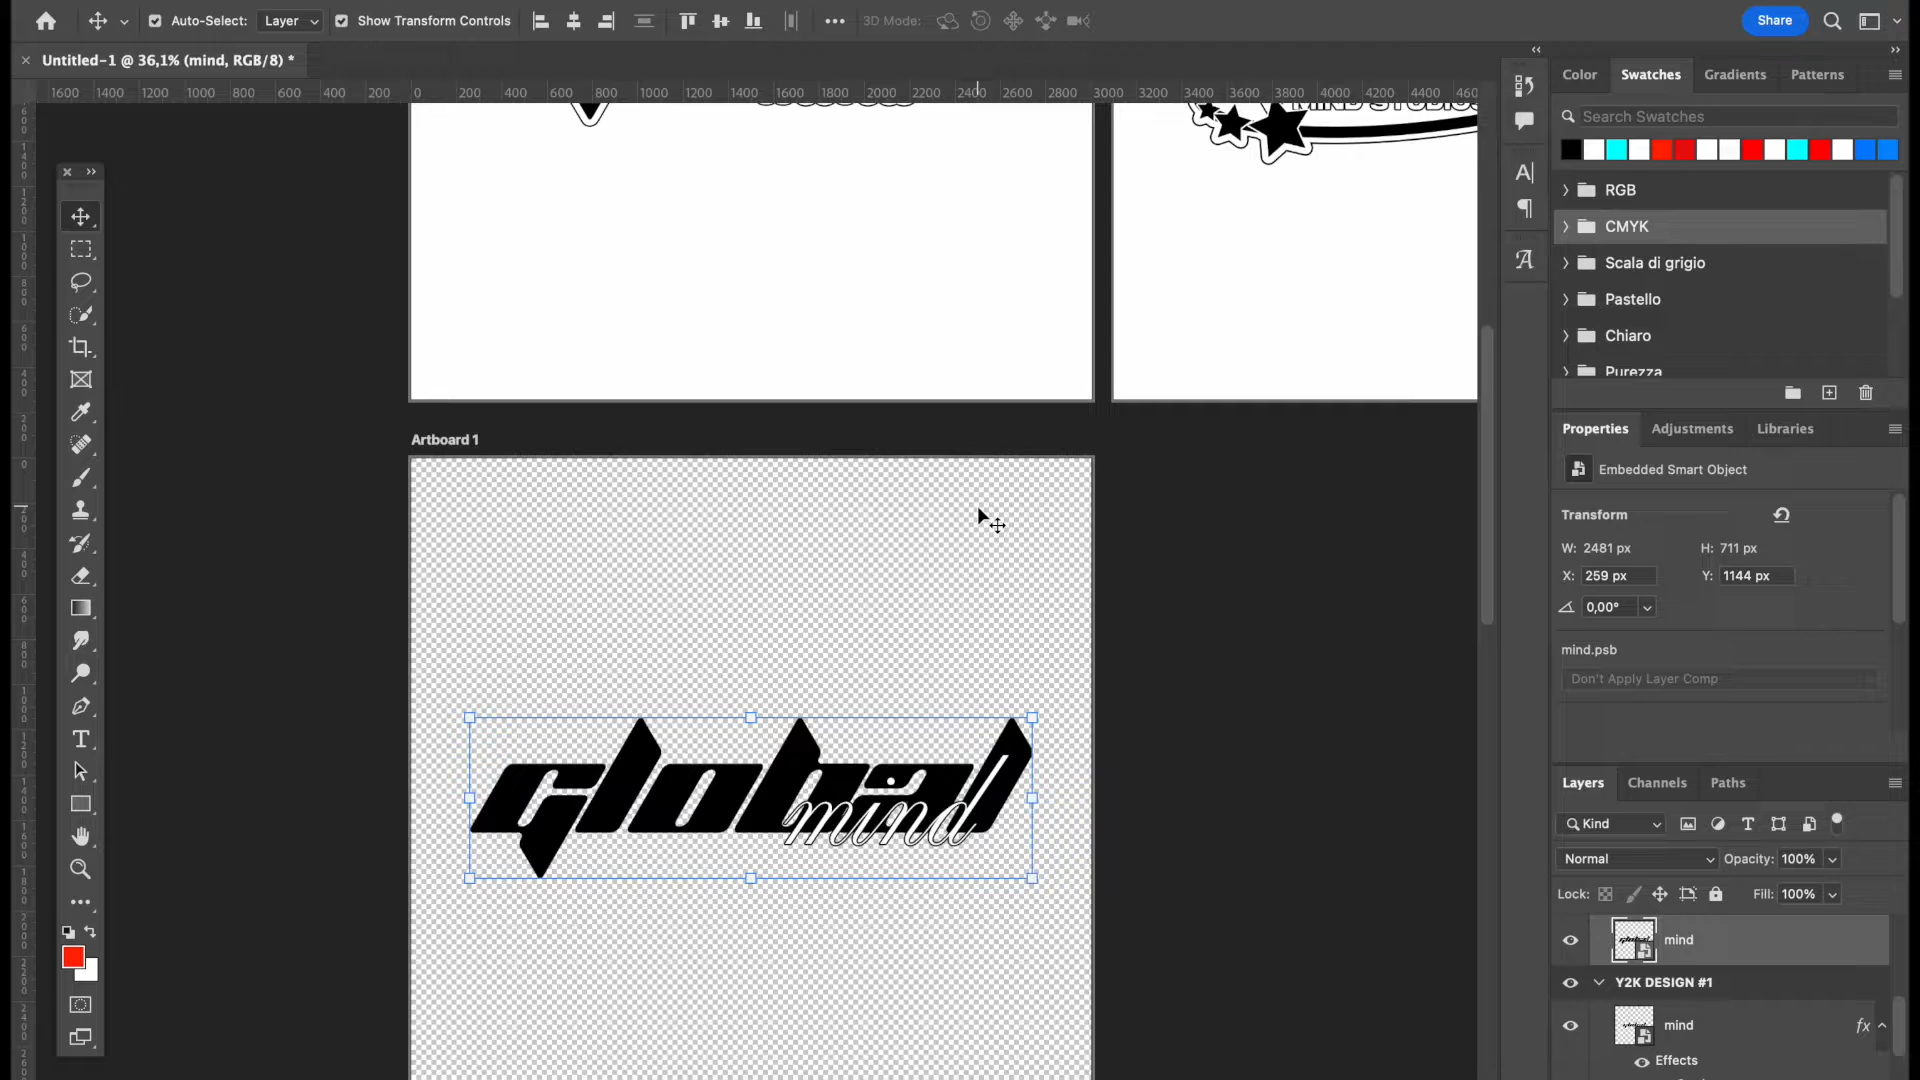 Auto-Select: Layer Show Transform Controls 3D Mode: Share
Untitled-1 @ 36,1% (mind, RGB/8) *
1600 1400 1200 1000 800 600 400 200 0 200 400 600 800 1000 1200 1400 1600 1800 2000 2200 2400 2600 2800 3000 3200 3400 3600 3800 4000 4200 4400 4600
MIND STUDIOS
Artboard 1
global
mind
Color Swatches Gradients Patterns
Search Swatches
RGB
CMYK
Scala di grigio
Pastello
Chiaro
Purezza
Properties Adjustments Libraries
Embedded Smart Object
Transform
W: 2481 px H: 711 px
X: 259 px Y: 1144 px
0,00°
mind.psb
Don't Apply Layer Comp
Layers Channels Paths
Kind
Normal Opacity: 100%
Lock: Fill: 100%
mind
Y2K DESIGN #1
mind fx
Effects